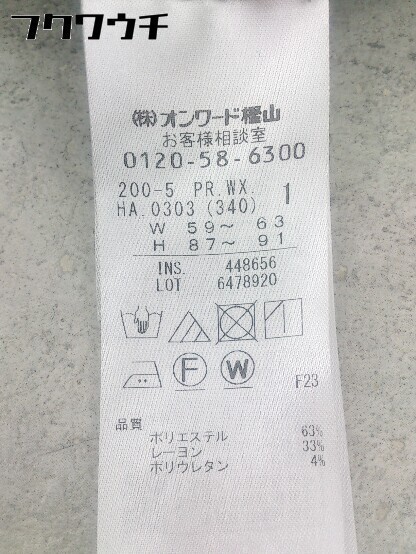 フクワウチ
(株)オンワード樫山
お客様相談室
0120-58-6300
200-5 PR.WX.
HA.0303 (340) 1
W 59~ 63
H 87~ 91
INS. 448656
LOT 6478920
F W
F23
品質
ポリエステル 63%
レーヨン 33%
ポリウレタン 4%